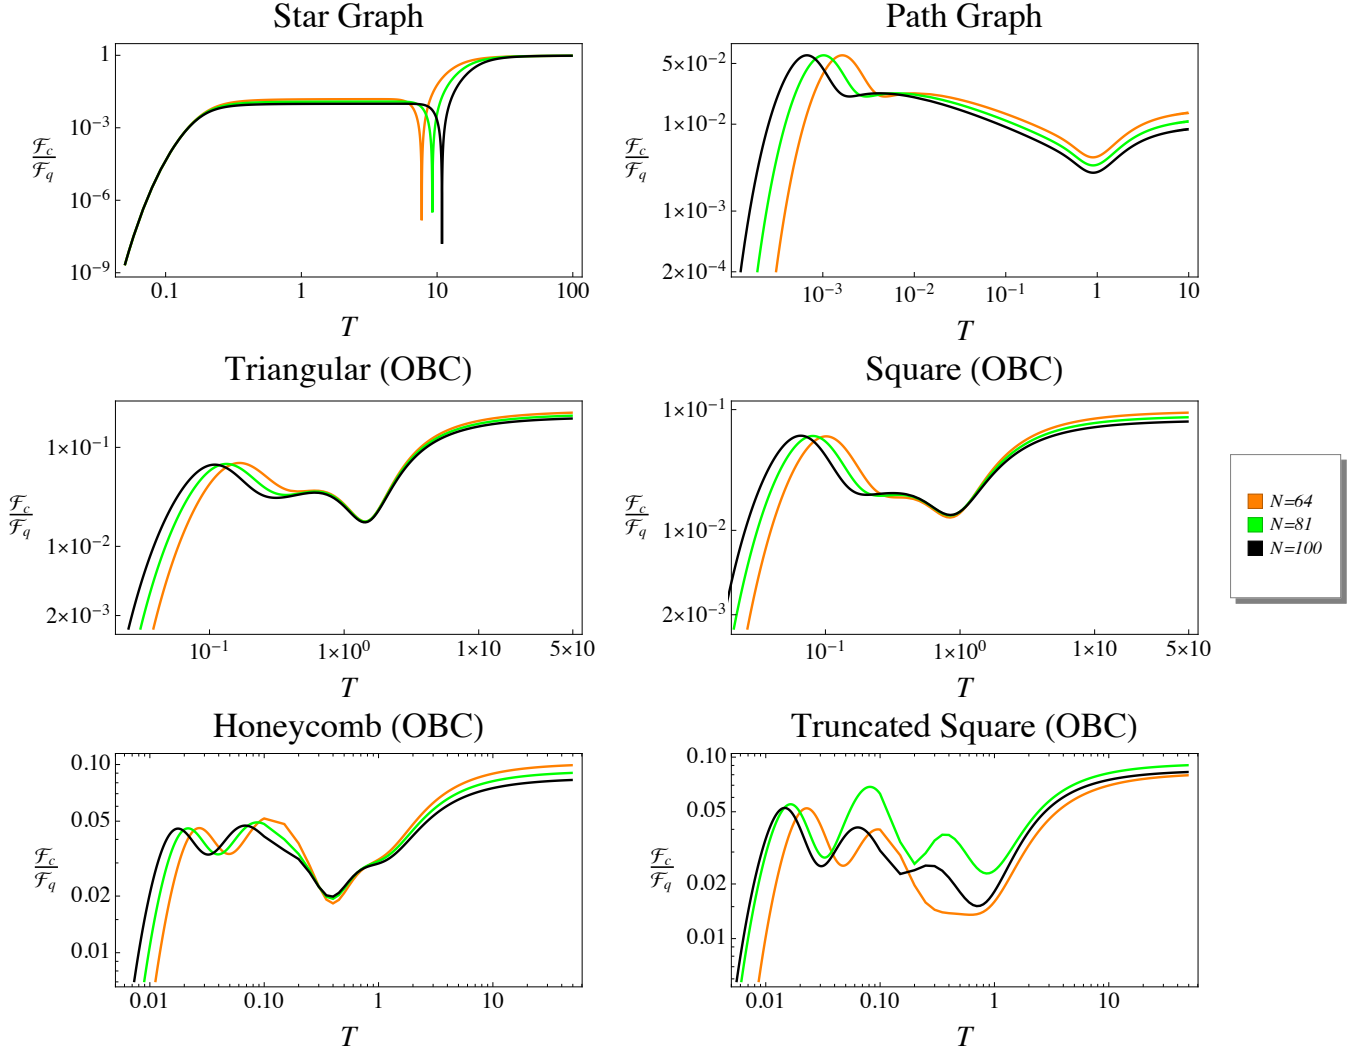 Star Graph
1
10⁻³
10⁻⁶
10⁻⁹
ℱc/ℱq
0.1 1 10 100
T
Path Graph
5×10⁻²
1×10⁻²
1×10⁻³
2×10⁻⁴
ℱc/ℱq
10⁻³ 10⁻² 10⁻¹ 1 10
T
Triangular (OBC)
1×10⁻¹
1×10⁻²
2×10⁻³
ℱc/ℱq
10⁻¹ 1×10⁰ 1×10 5×10
T
Square (OBC)
1×10⁻¹
1×10⁻²
2×10⁻³
ℱc/ℱq
10⁻¹ 1×10⁰ 1×10 5×10
T
N=64
N=81
N=100
Honeycomb (OBC)
0.10
0.05
0.02
0.01
ℱc/ℱq
0.01 0.10 1 10
T
Truncated Square (OBC)
0.10
0.05
0.02
0.01
ℱc/ℱq
0.01 0.10 1 10
T